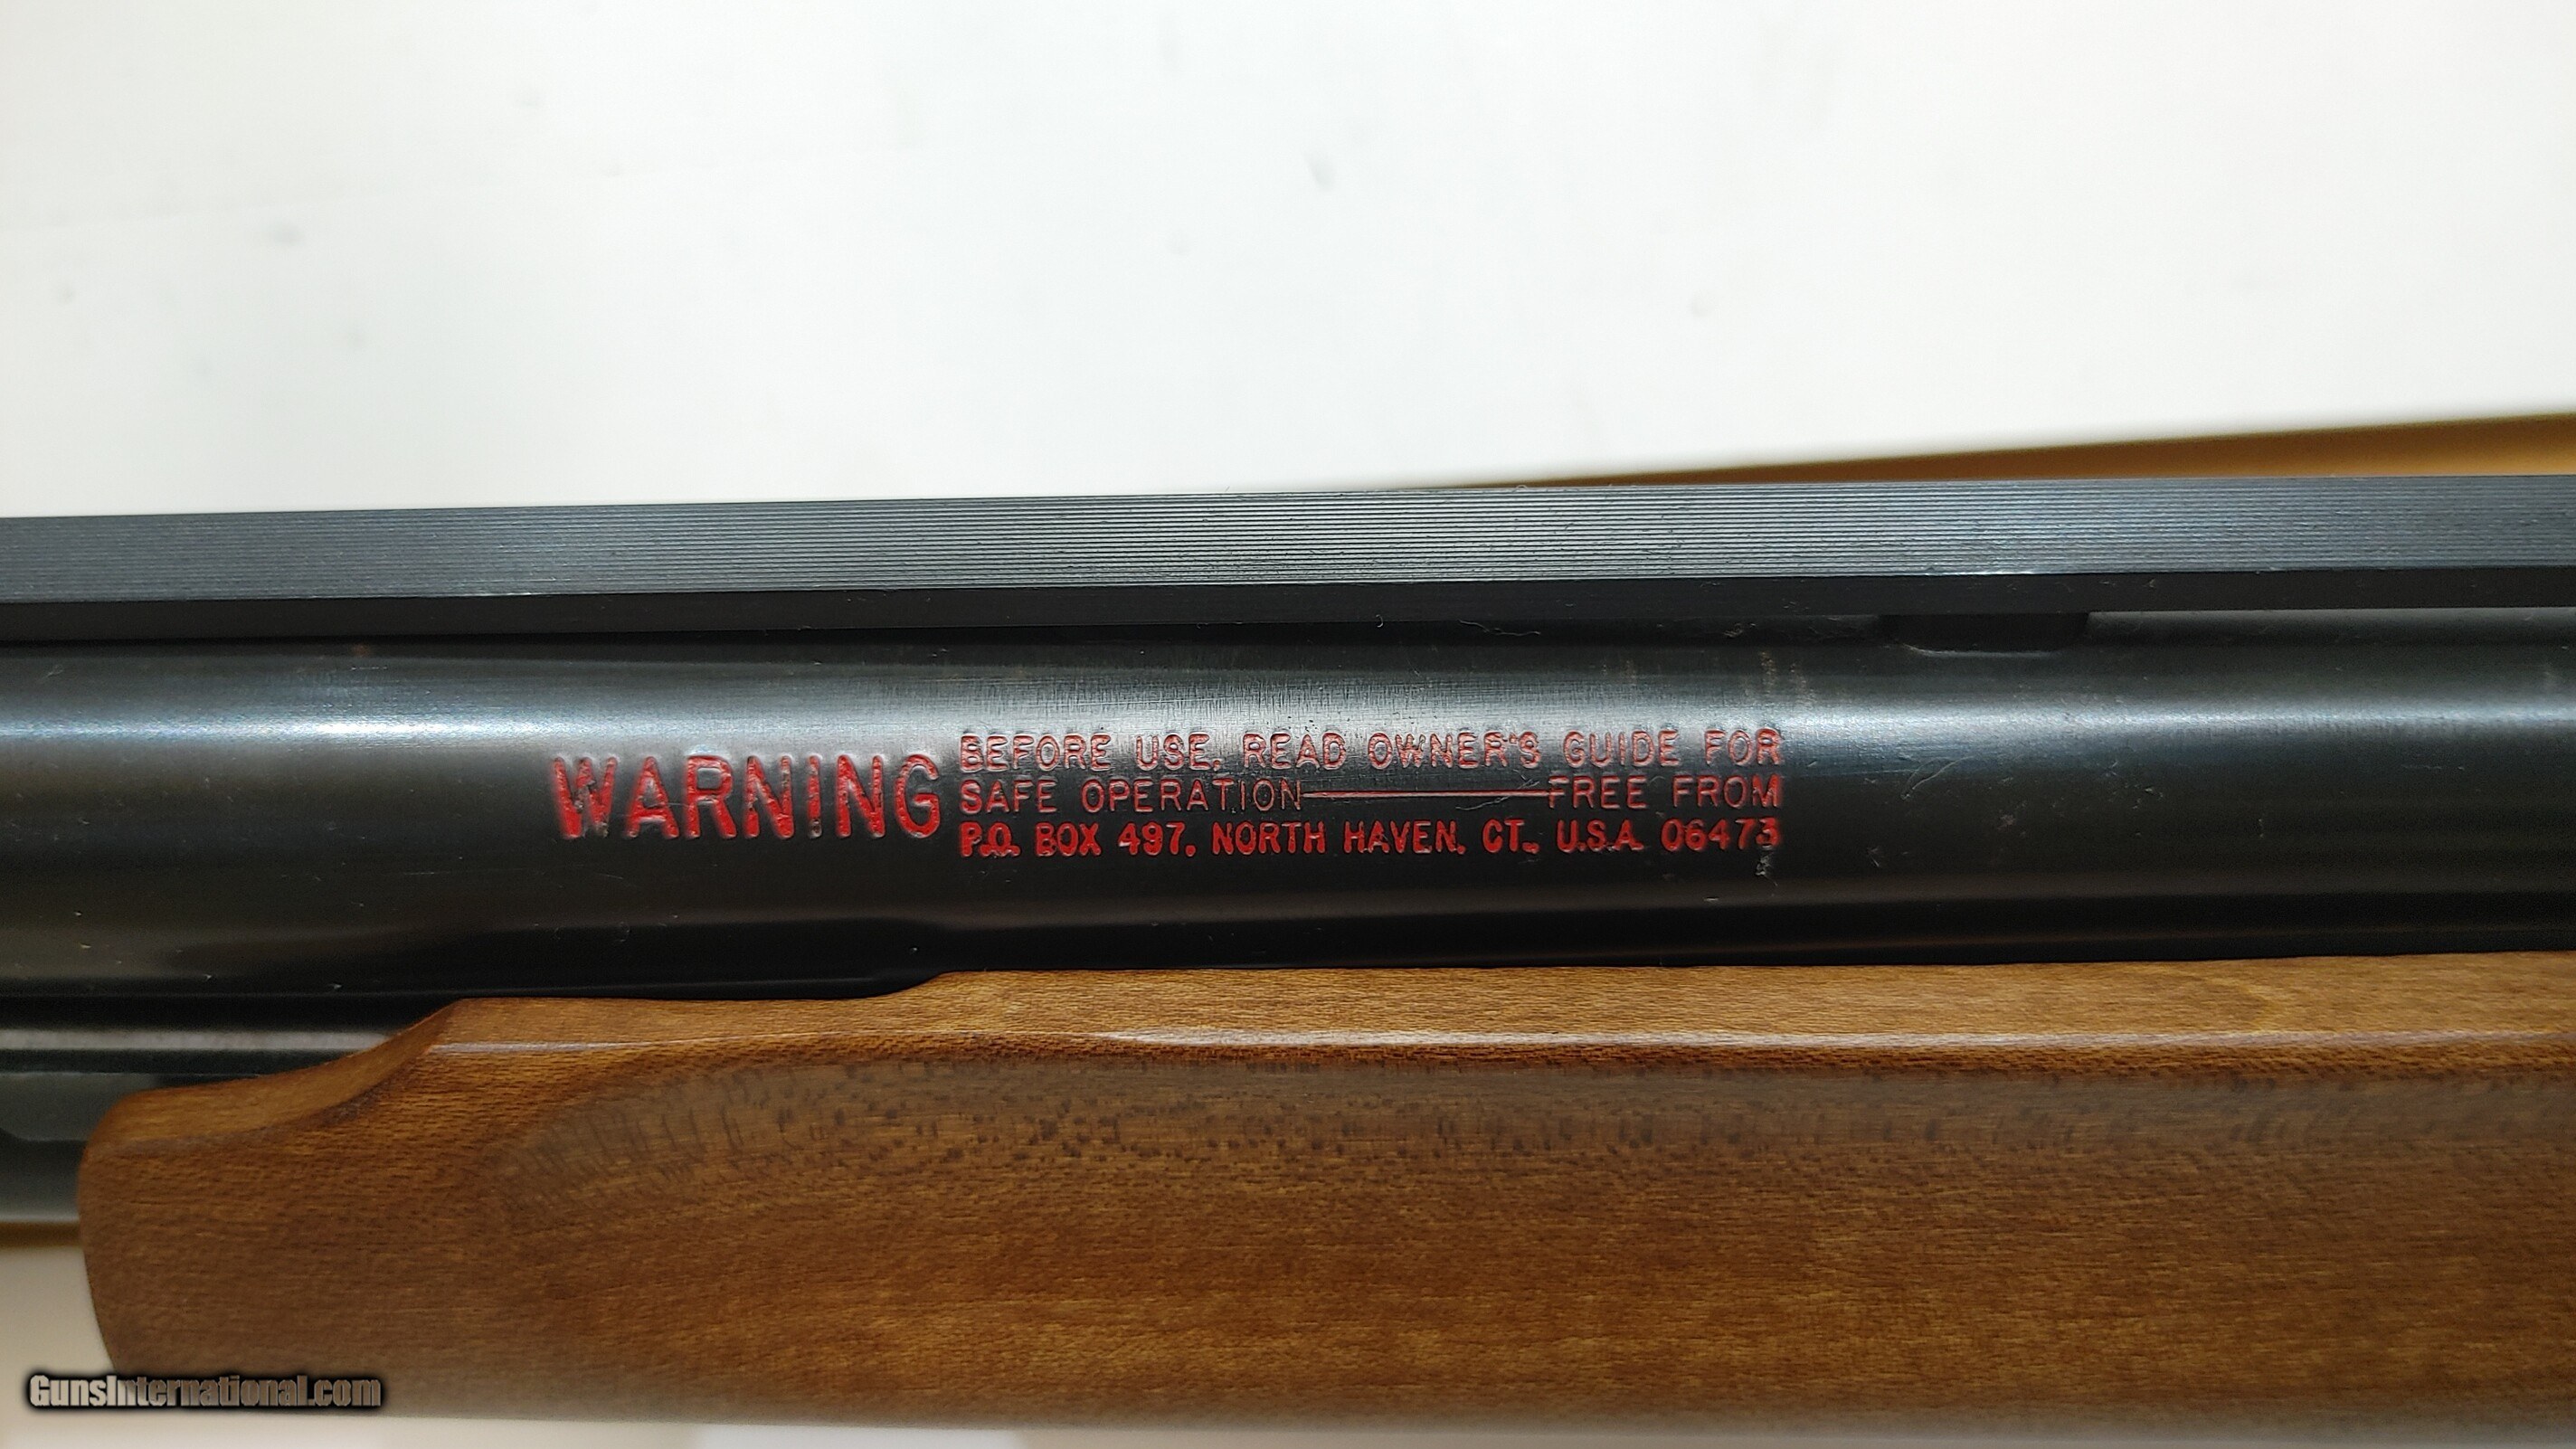 WARNING
BEFORE USE, READ OWNER'S GUIDE FOR
SAFE OPERATION————FREE FROM
P.O. BOX 497, NORTH HAVEN, CT., U.S.A. 06473
GunsInternational.com